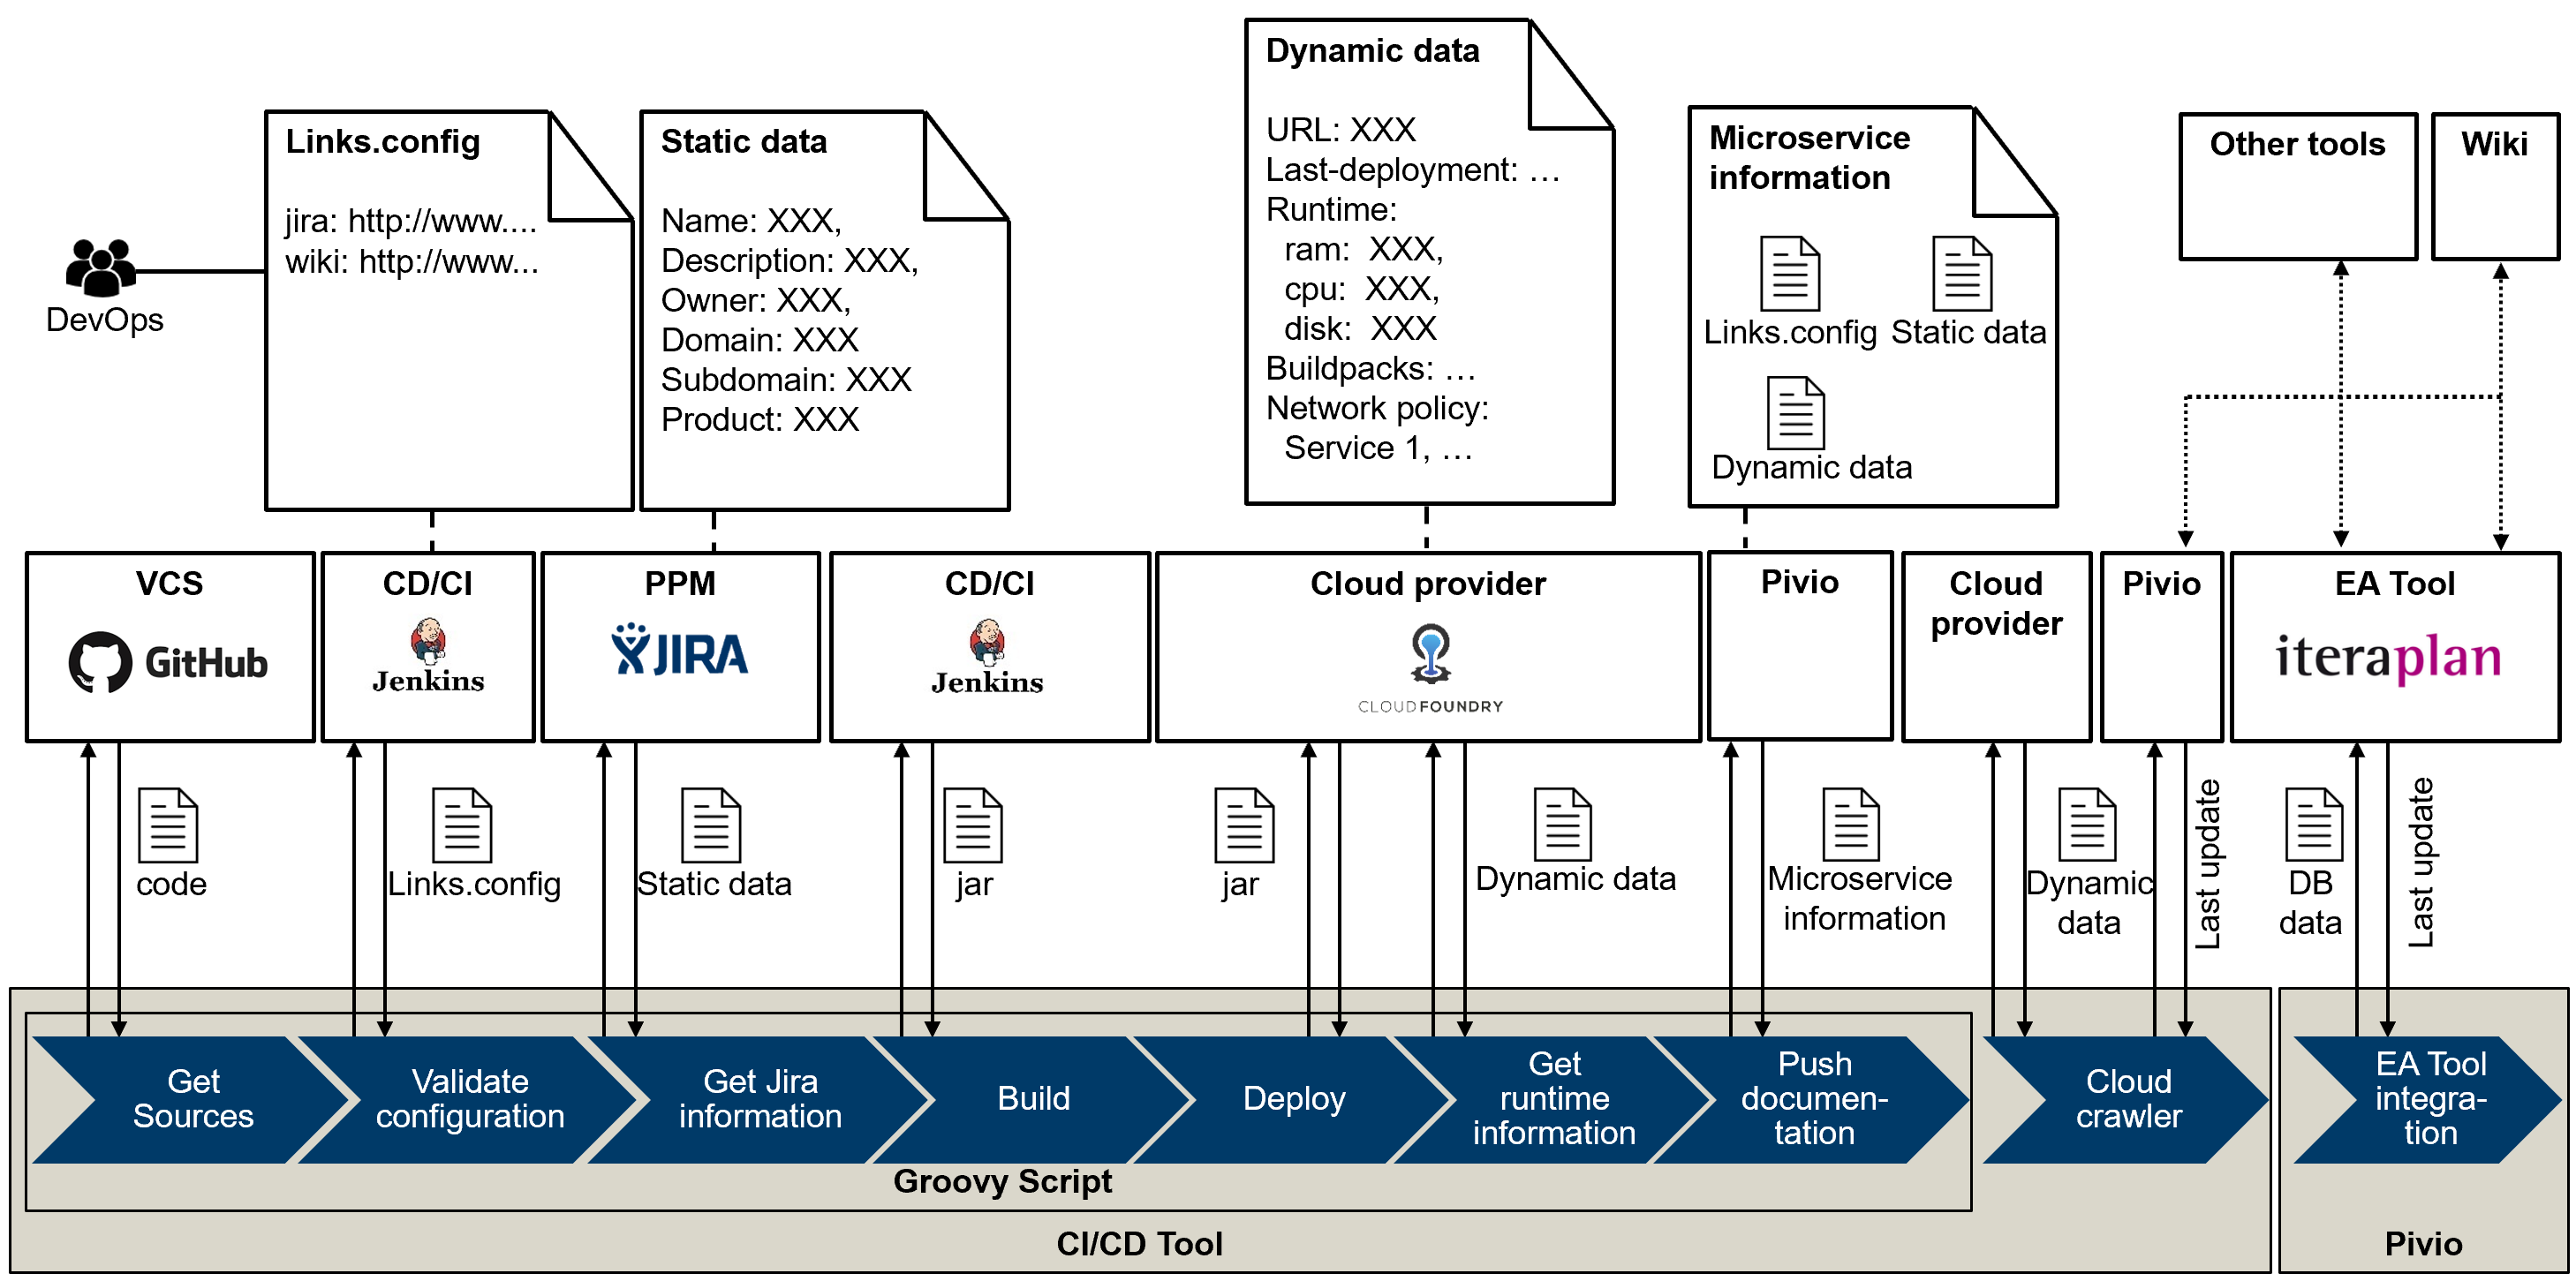 Links.config
jira: http://www....
wiki: http://www...
DevOps
Static data
Name: XXX,
Description: XXX,
Owner: XXX,
Domain: XXX
Subdomain: XXX
Product: XXX
Dynamic data
URL: XXX
Last-deployment: …
Runtime:
ram: XXX,
cpu: XXX,
disk: XXX
Buildpacks: …
Network policy:
Service 1, …
Microservice
information
Links.config
Static data
Dynamic data
Other tools
Wiki
VCS
GitHub
CD/CI
Jenkins
PPM
JIRA
CD/CI
Jenkins
Cloud provider
CLOUDFOUNDRY
Pivio
Cloud
provider
Pivio
EA Tool
iteraplan
code
Links.config
Static data
jar
jar
Dynamic data
Microservice
information
Dynamic
data
Last update
DB
data
Last update
Get
Sources
Validate
configuration
Get Jira
information
Build
Deploy
Get
runtime
information
Push
documen-
tation
Cloud
crawler
EA Tool
integra-
tion
Groovy Script
CI/CD Tool
Pivio